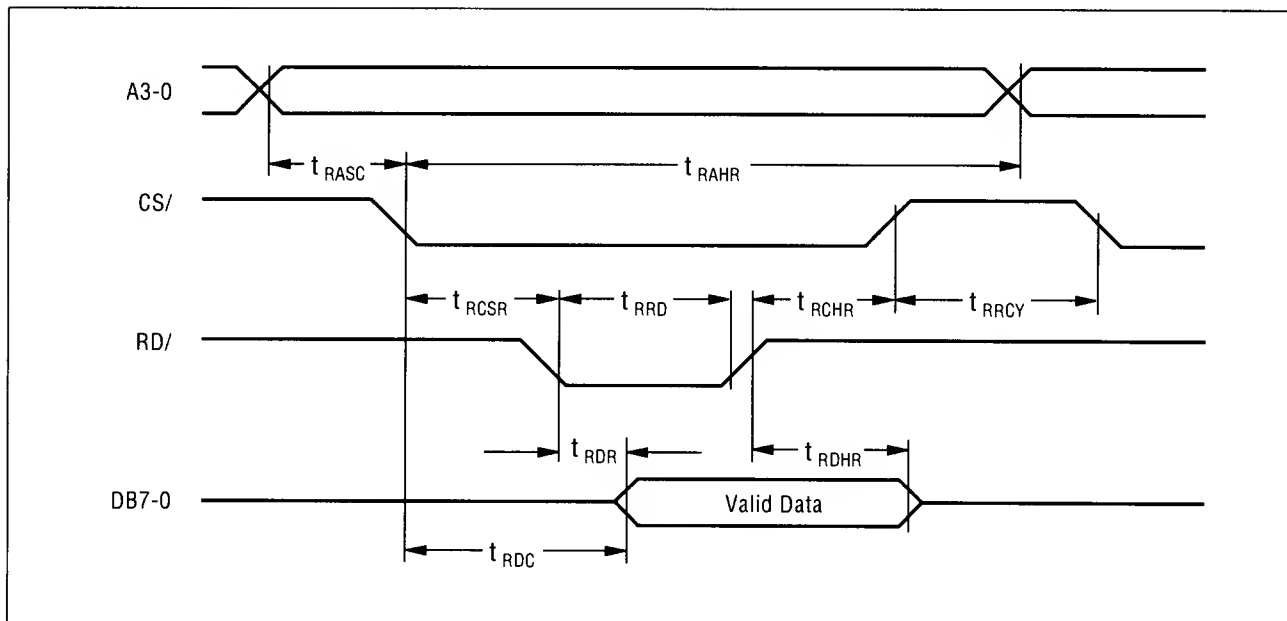 A3-0
t RASC
t RAHR
CS/
t RCSR
t RRD
t RCHR
t RRCY
RD/
t RDR
t RDHR
DB7-0
Valid Data
t RDC